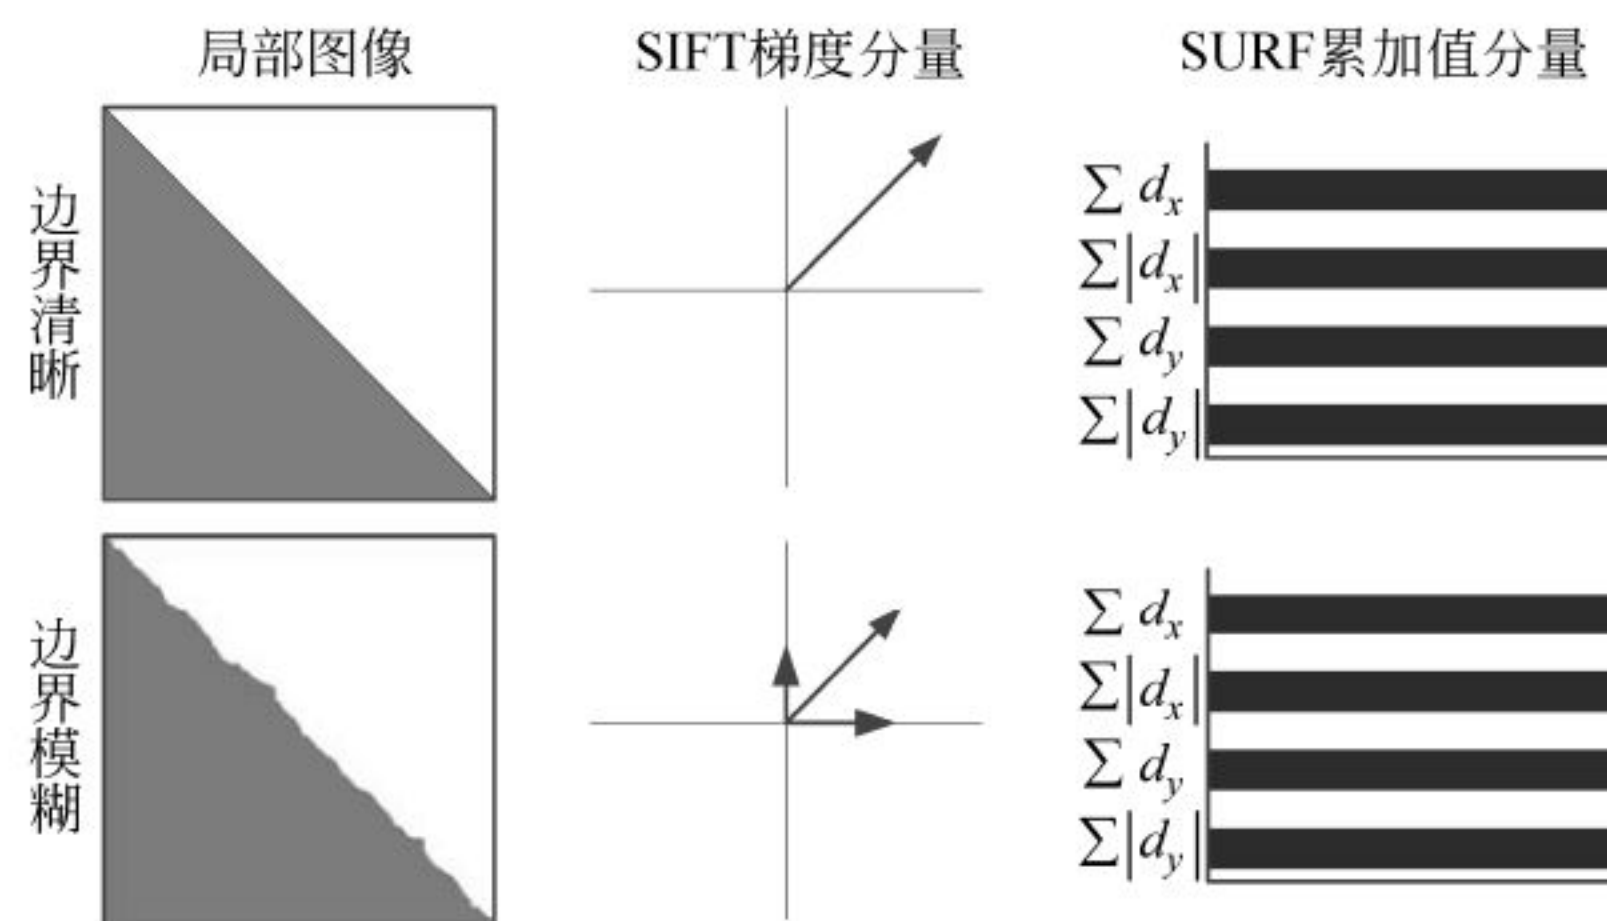 局部图像
SIFT梯度分量
SURF累加值分量
边界清晰
∑ dx
∑|dx|
∑ dy
∑|dy|
边界模糊
∑ dx
∑|dx|
∑ dy
∑|dy|